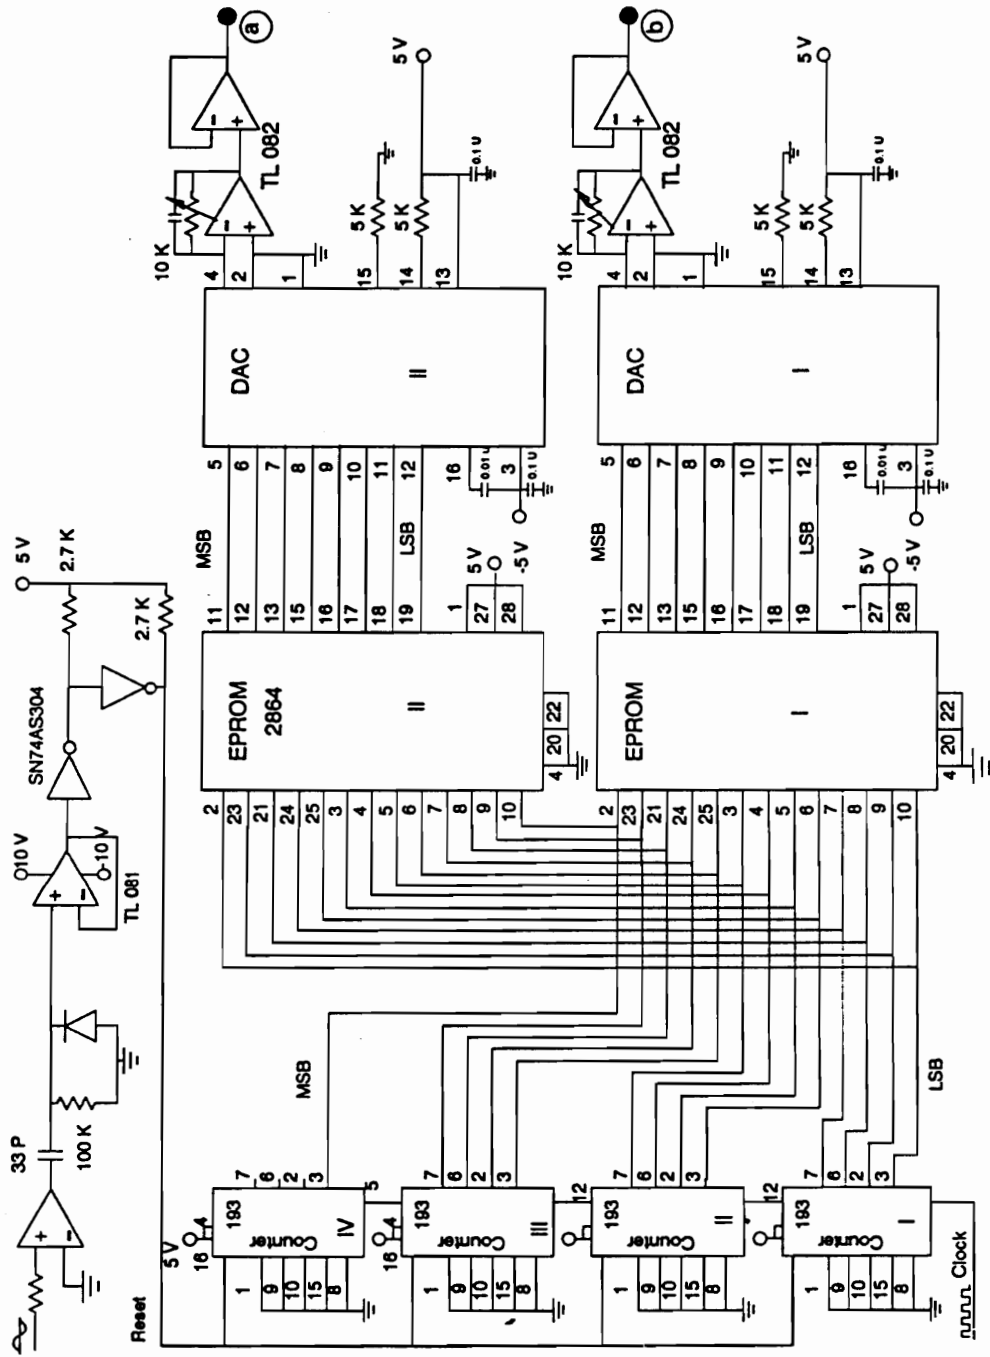 a
b
5 V
5 V
TL 082
TL 082
0.1 U
0.1 U
10 K
10 K
5 K
5 K
5 K
5 K
4
2
1
15
14
13
4
2
1
15
14
13
DAC
II
DAC
I
5
6
7
8
9
10
11
12
16
3
0.01 U
0.1 U
5
6
7
8
9
10
11
12
16
3
0.01 U
0.1 U
MSB
LSB
MSB
LSB
5 V
-5 V
5 V
-5 V
5 V
2.7 K
2.7 K
11
12
13
15
16
17
18
19
1
27
28
11
12
13
15
16
17
18
19
1
27
28
SN74AS304
EPROM
2864
II
EPROM
I
4
20
22
4
20
22
10 V
-10 V
+
-
TL 081
2
23
21
24
25
3
4
5
6
7
8
9
10
2
23
21
24
25
3
4
5
6
7
8
9
10
33 P
100 K
MSB
LSB
7
6
2
3
5
7
6
2
3
12
7
6
2
3
12
7
6
2
3
5 V
16
4
193
Counter
IV
16
4
193
Counter
III
193
Counter
II
193
Counter
I
1
9
10
15
8
1
9
10
15
8
1
9
10
15
8
1
9
10
15
8
Reset
Clock